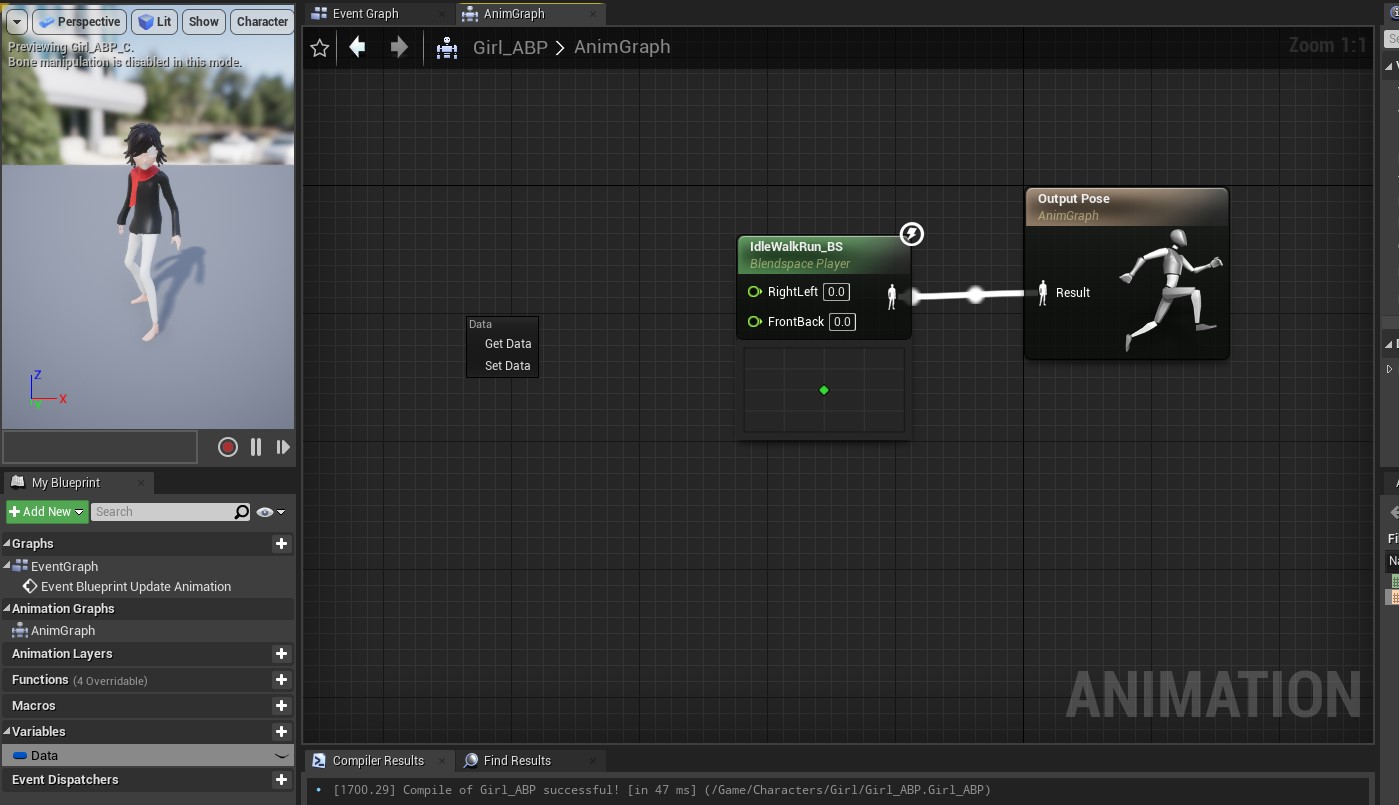 Perspective
Lit
Show
Character
Previewing Girl_ABP_C.
Bone manipulation is disabled in this mode.
Z
X
Y
My Blueprint
Add New
Search
Graphs
EventGraph
Event Blueprint Update Animation
Animation Graphs
AnimGraph
Animation Layers
Functions (4 Overridable)
Macros
Variables
Data
Event Dispatchers
Event Graph
AnimGraph
Girl_ABP > AnimGraph
Zoom 1:1
Data
Get Data
Set Data
IdleWalkRun_BS
Blendspace Player
RightLeft 0.0
FrontBack 0.0
Output Pose
AnimGraph
Result
ANIMATION
Compiler Results
Find Results
[1700.29] Compile of Girl_ABP successful! [in 47 ms] (/Game/Characters/Girl/Girl_ABP.Girl_ABP)